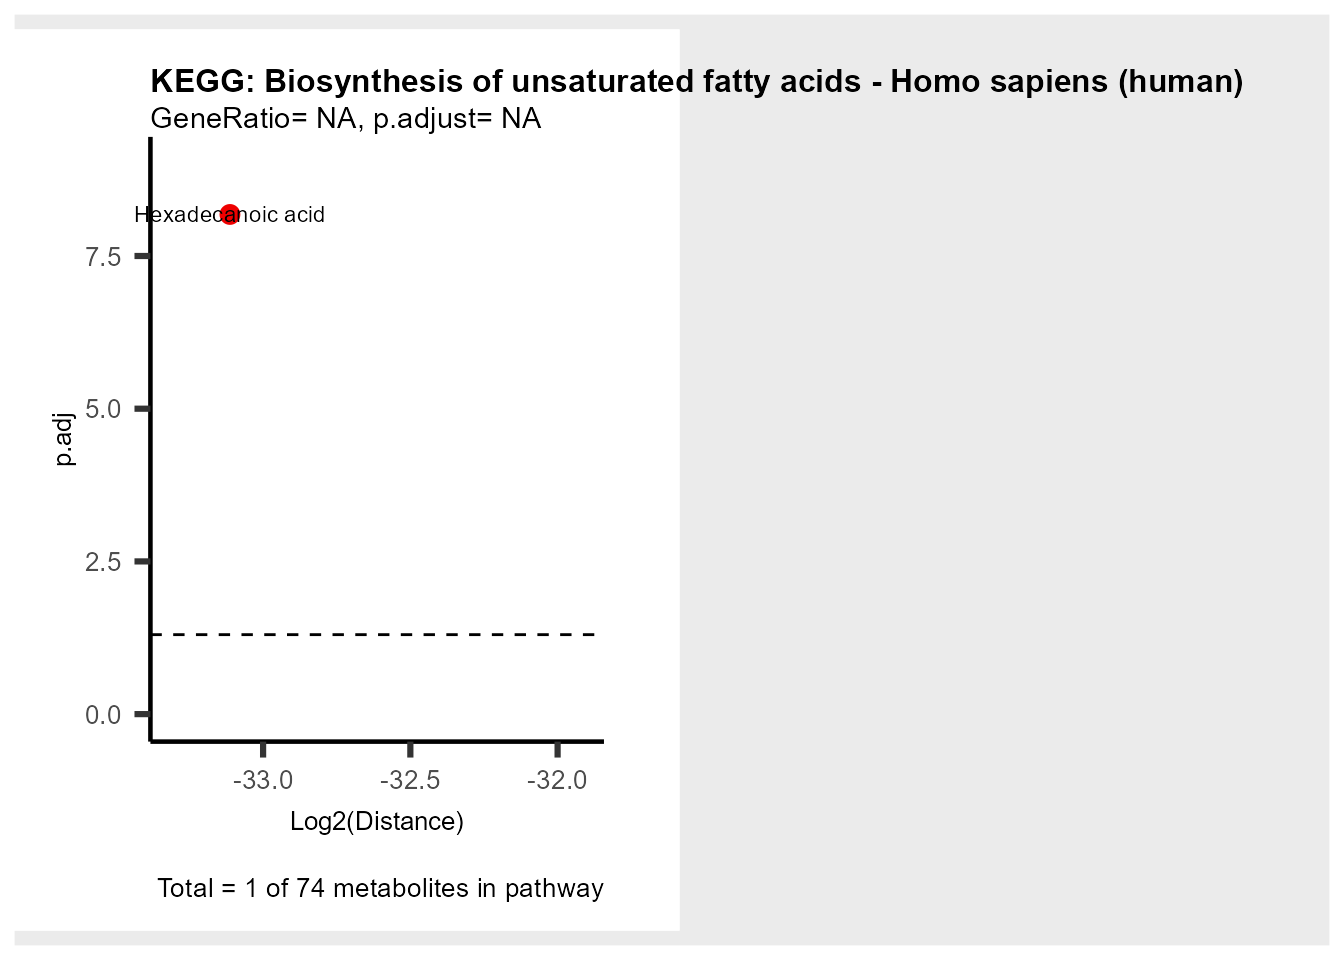 KEGG: Biosynthesis of unsaturated fatty acids - Homo sapiens (human)
GeneRatio= NA, p.adjust= NA
Hexadecanoic acid
7.5
5.0
p.adj
2.5
0.0
-33.0 -32.5 -32.0
Log2(Distance)
Total = 1 of 74 metabolites in pathway